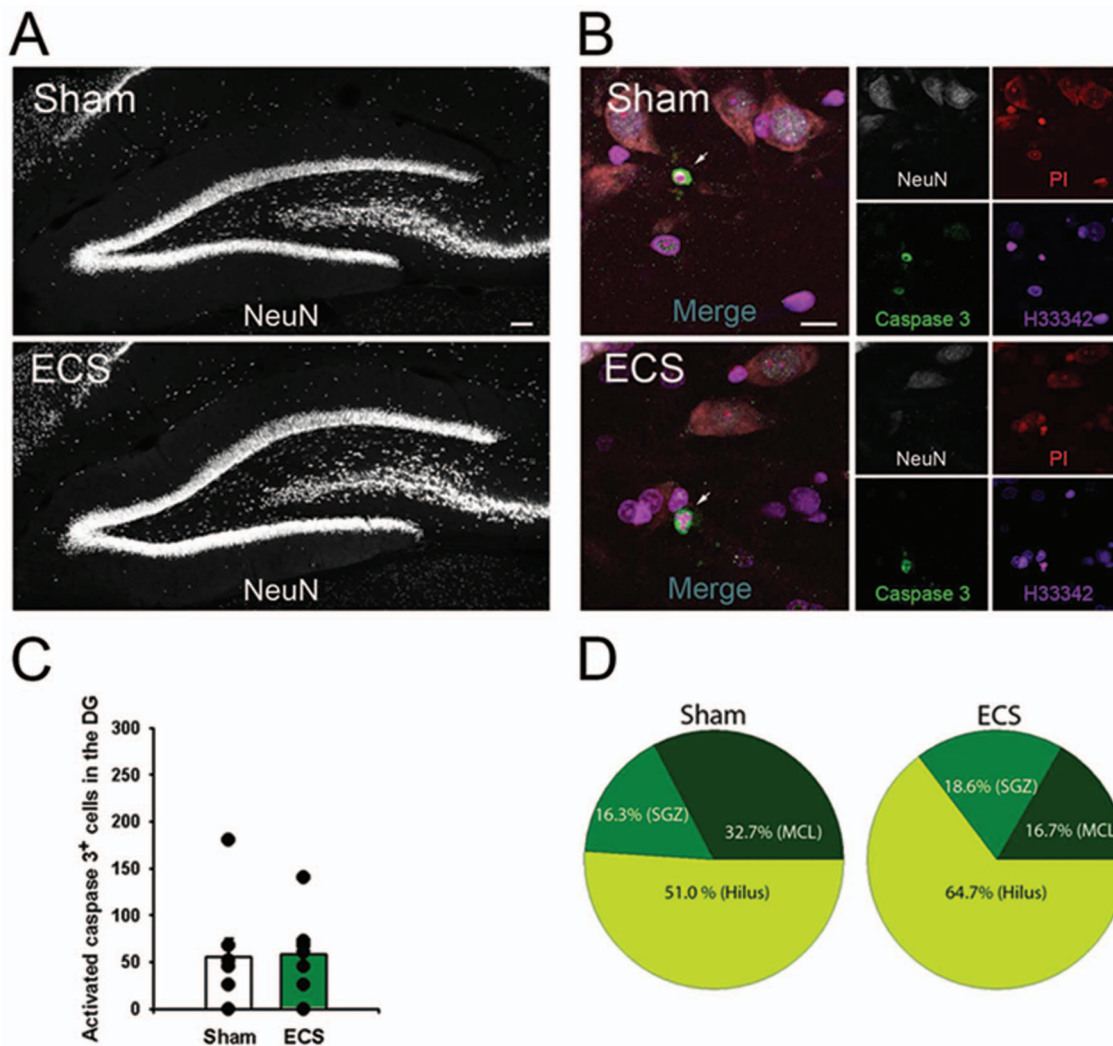 A
Sham
NeuN
ECS
NeuN
B
Sham
Merge
NeuN
PI
Caspase 3
H33342
ECS
Merge
NeuN
PI
Caspase 3
H33342
C
Activated caspase 3+ cells in the DG
300
250
200
150
100
50
0
Sham
ECS
D
Sham
16.3% (SGZ)
32.7% (MCL)
51.0 % (Hilus)
ECS
18.6% (SGZ)
16.7% (MCL
64.7% (Hilus)